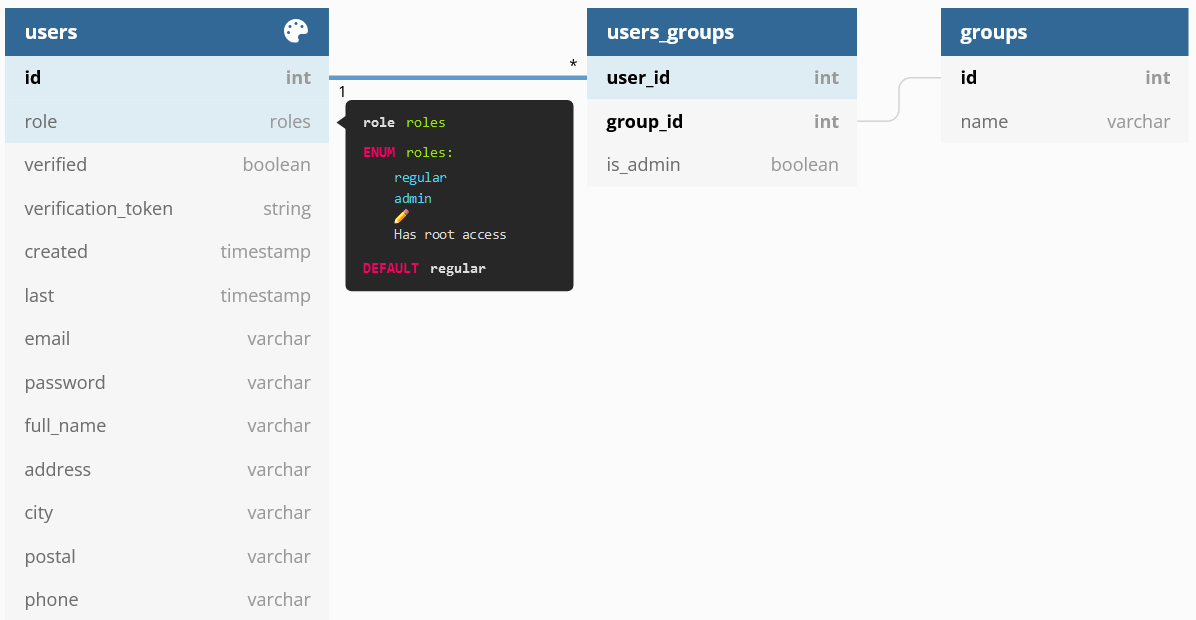 users
id int
role roles
verified boolean
verification_token string
created timestamp
last timestamp
email varchar
password varchar
full_name varchar
address varchar
city varchar
postal varchar
phone varchar
1
*
role roles
ENUM roles:
regular
admin
Has root access
DEFAULT regular
users_groups
user_id int
group_id int
is_admin boolean
groups
id int
name varchar